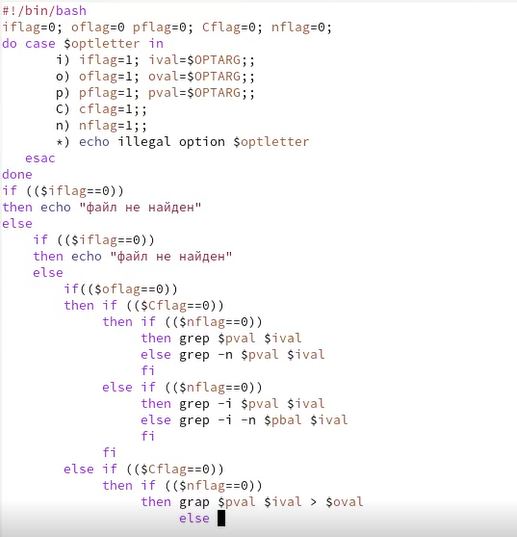 #!/bin/bash
iflag=0; oflag=0 pflag=0; Cflag=0; nflag=0;
do case $optletter in
i) iflag=1; ival=$OPTARG;;
o) oflag=1; oval=$OPTARG;;
p) pflag=1; pval=$OPTARG;;
C) cflag=1;;
n) nflag=1;;
*) echo illegal option $optletter
esac
done
if (($iflag==0))
then echo "файл не найден"
else
if (($iflag==0))
then echo "файл не найден"
else
if(($oflag==0))
then if (($Cflag==0))
then if (($nflag==0))
then grep $pval $ival
else grep -n $pval $ival
fi
else if (($nflag==0))
then grep -i $pval $ival
else grep -i -n $pbal $ival
fi
fi
else if (($Cflag==0))
then if (($nflag==0))
then grap $pval $ival > $oval
else